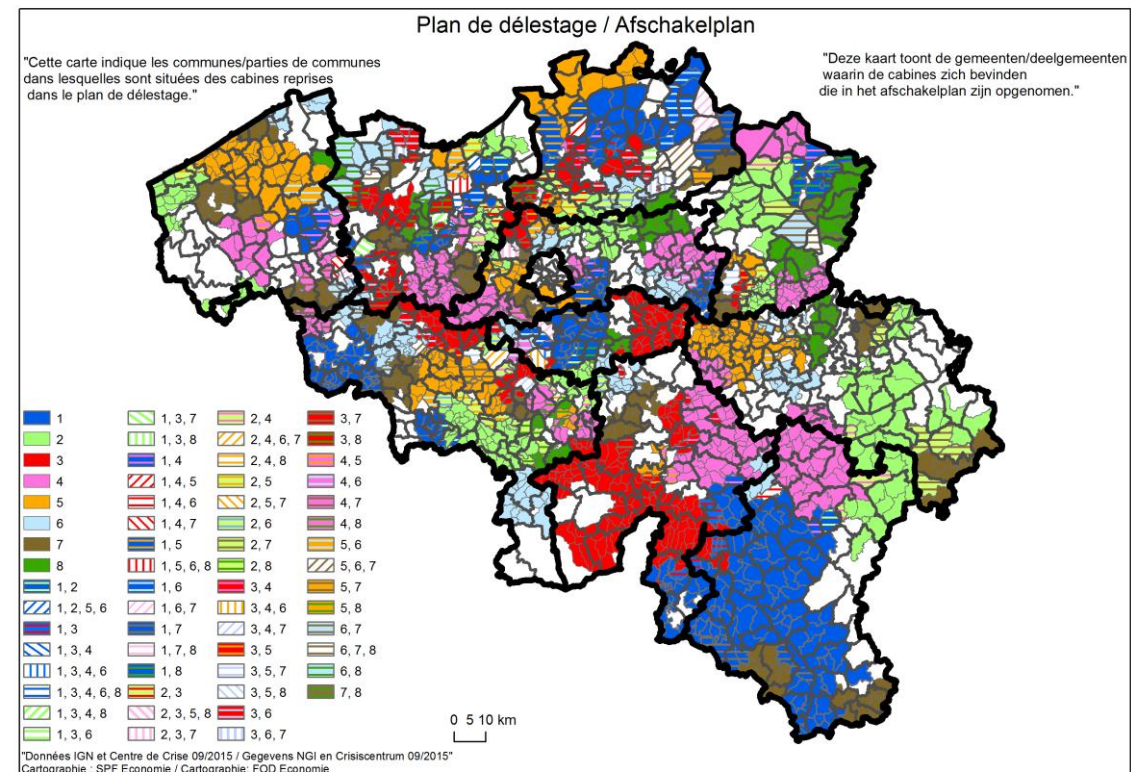 Plan de délestage / Afschakelplan
"Cette carte indique les communes/parties de communes
dans lesquelles sont situées des cabines reprises
dans le plan de délestage."
"Deze kaart toont de gemeenten/deelgemeenten
waarin de cabines zich bevinden
die in het afschakelplan zijn opgenomen."
1
2
3
4
5
6
7
8
1, 2
1, 2, 5, 6
1, 3
1, 3, 4
1, 3, 4, 6
1, 3, 4, 6, 8
1, 3, 4, 8
1, 3, 6
1, 3, 7
1, 3, 8
1, 4
1, 4, 5
1, 4, 6
1, 4, 7
1, 5
1, 5, 6, 8
1, 6
1, 6, 7
1, 7
1, 7, 8
1, 8
2, 3
2, 3, 5, 8
2, 3, 7
2, 4
2, 4, 6, 7
2, 4, 8
2, 5
2, 5, 7
2, 6
2, 7
2, 8
3, 4
3, 4, 6
3, 4, 7
3, 5
3, 5, 7
3, 5, 8
3, 6
3, 6, 7
3, 7
3, 8
4, 5
4, 6
4, 7
4, 8
5, 6
5, 6, 7
5, 7
5, 8
6, 7
6, 7, 8
6, 8
7, 8
0 5 10 km
"Données IGN et Centre de Crise 09/2015 / Gegevens NGI en Crisiscentrum 09/2015"
Cartographie : SPF Economie / Cartographie: FOD Economie